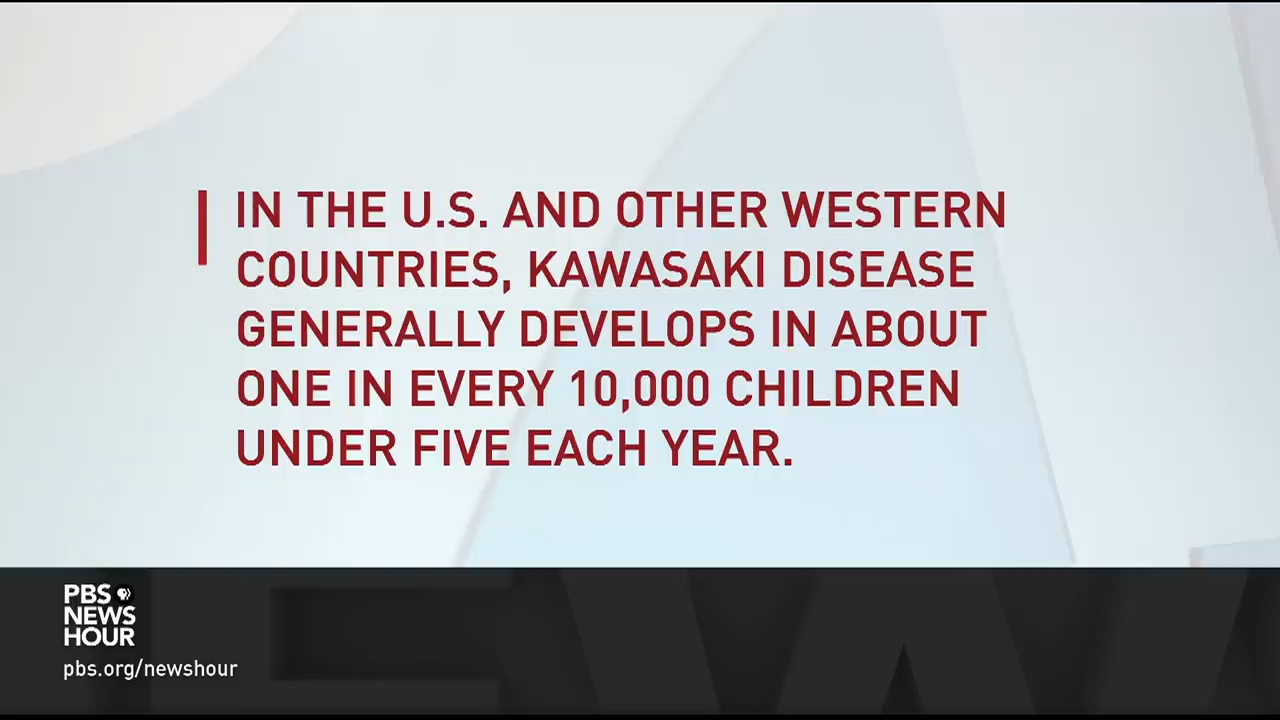 IN THE U.S. AND OTHER WESTERN
COUNTRIES, KAWASAKI DISEASE
GENERALLY DEVELOPS IN ABOUT
ONE IN EVERY 10,000 CHILDREN
UNDER FIVE EACH YEAR.
PBS
NEWS
HOUR
pbs.org/newshour